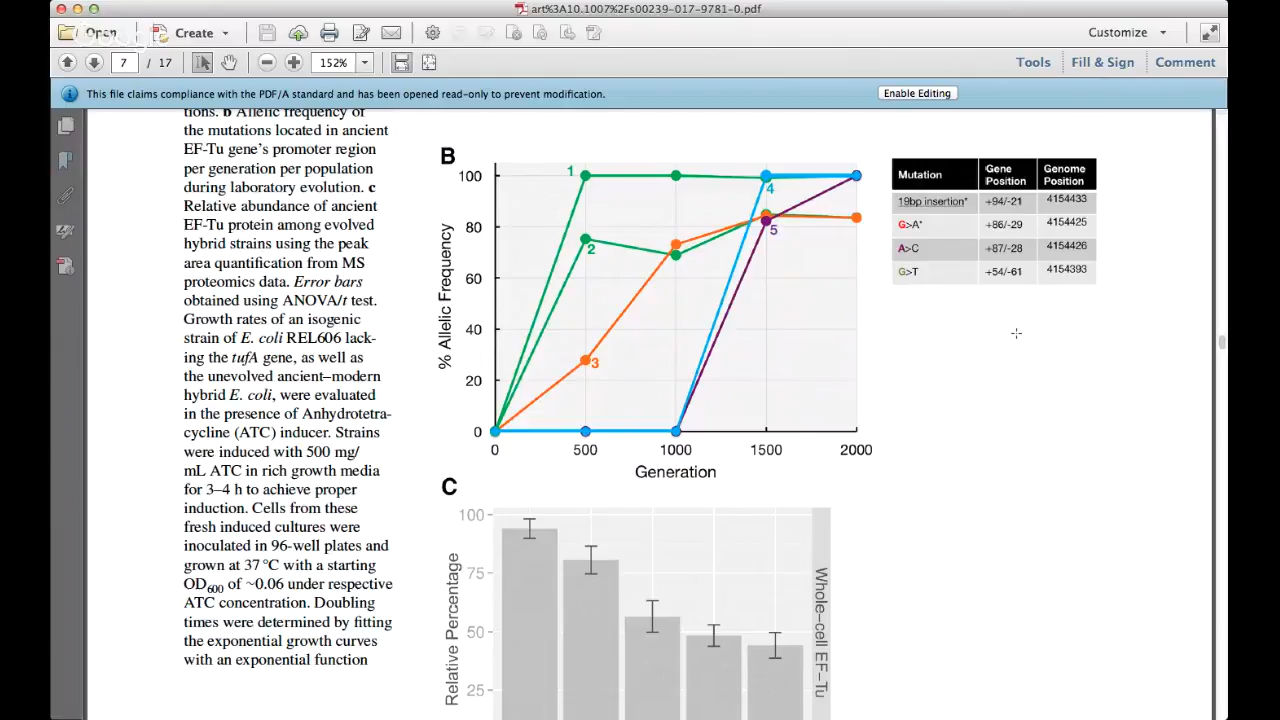 art%3A10.1007%2Fs00239-017-9781-0.pdf
Open
Create
Customize
7 / 17
152%
Tools
Fill & Sign
Comment
This file claims compliance with the PDF/A standard and has been opened read-only to prevent modification.
Enable Editing
tions. b Allelic frequency of
the mutations located in ancient
EF-Tu gene's promoter region
per generation per population
during laboratory evolution. c
Relative abundance of ancient
EF-Tu protein among evolved
hybrid strains using the peak
area quantification from MS
proteomics data. Error bars
obtained using ANOVA/t test.
Growth rates of an isogenic
strain of E. coli REL606 lack-
ing the tufA gene, as well as
the unevolved ancient–modern
hybrid E. coli, were evaluated
in the presence of Anhydrotetra-
cycline (ATC) inducer. Strains
were induced with 500 mg/
mL ATC in rich growth media
for 3–4 h to achieve proper
induction. Cells from these
fresh induced cultures were
inoculated in 96-well plates and
grown at 37 °C with a starting
OD600 of ~0.06 under respective
ATC concentration. Doubling
times were determined by fitting
the exponential growth curves
with an exponential function
B
% Allelic Frequency
100
80
60
40
20
0
1
2
3
4
5
0 500 1000 1500 2000
Generation
Mutation Gene Position Genome Position
19bp insertion* +94/-21 4154433
G>A* +86/-29 4154425
A>C +87/-28 4154426
G>T +54/-61 4154393
C
Relative Percentage
100
75
50
25
Whole-cell EF-Tu